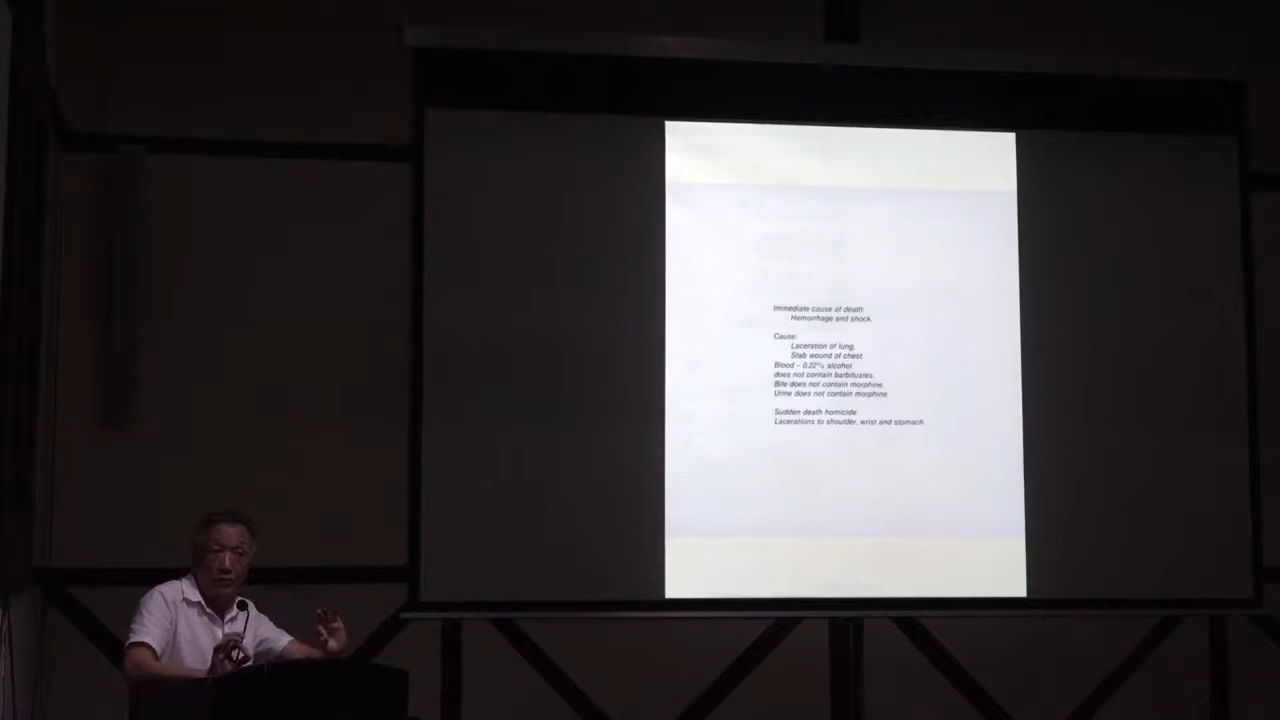 Immediate cause of death:
Hemorrhage and shock.
Cause:
Laceration of lung,
Stab wound of chest.
Blood - 0.22% alcohol
does not contain barbituates.
Bile does not contain morphine.
Urine does not contain morphine.
Sudden death homicide
Lacerations to shoulder, wrist and stomach